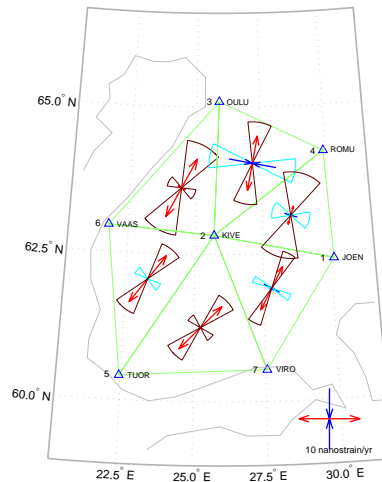 3 OULU
65.0° N
4 ROMU
6 VAAS
2 KIVE
62.5° N
1 JOEN
5 TUOR
7 VIRO
60.0° N
10 nanostrain/yr
22.5° E
25.0° E
27.5° E
30.0° E